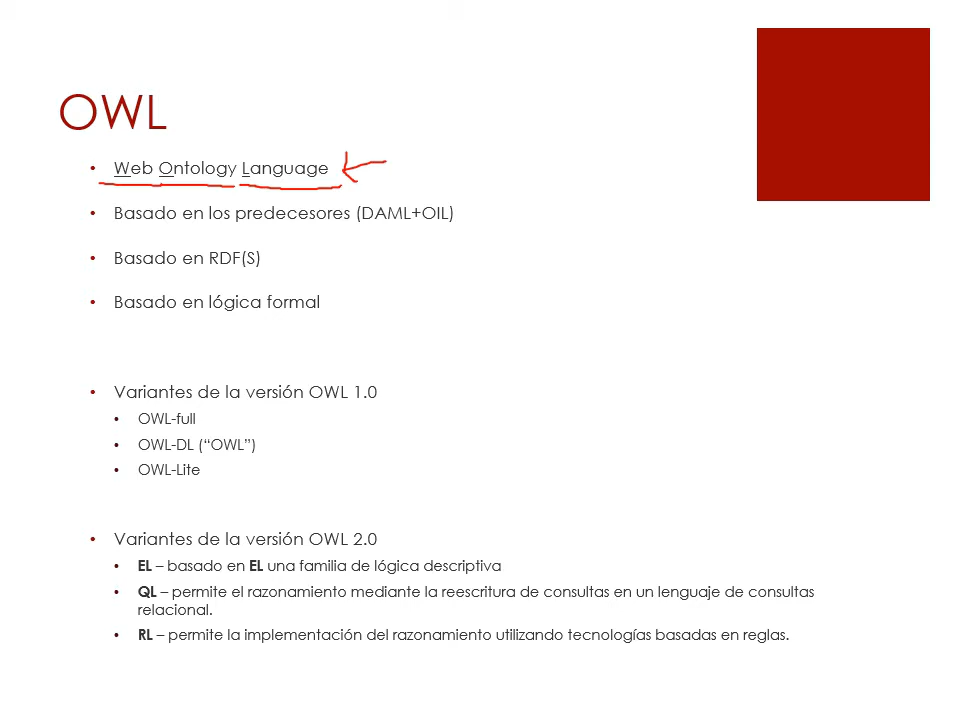 OWL
• Web Ontology Language
• Basado en los predecesores (DAML+OIL)
• Basado en RDF(S)
• Basado en lógica formal
• Variantes de la versión OWL 1.0
• OWL-full
• OWL-DL (“OWL”)
• OWL-Lite
• Variantes de la versión OWL 2.0
• EL – basado en EL una familia de lógica descriptiva
• QL – permite el razonamiento mediante la reescritura de consultas en un lenguaje de consultas
relacional.
• RL – permite la implementación del razonamiento utilizando tecnologías basadas en reglas.